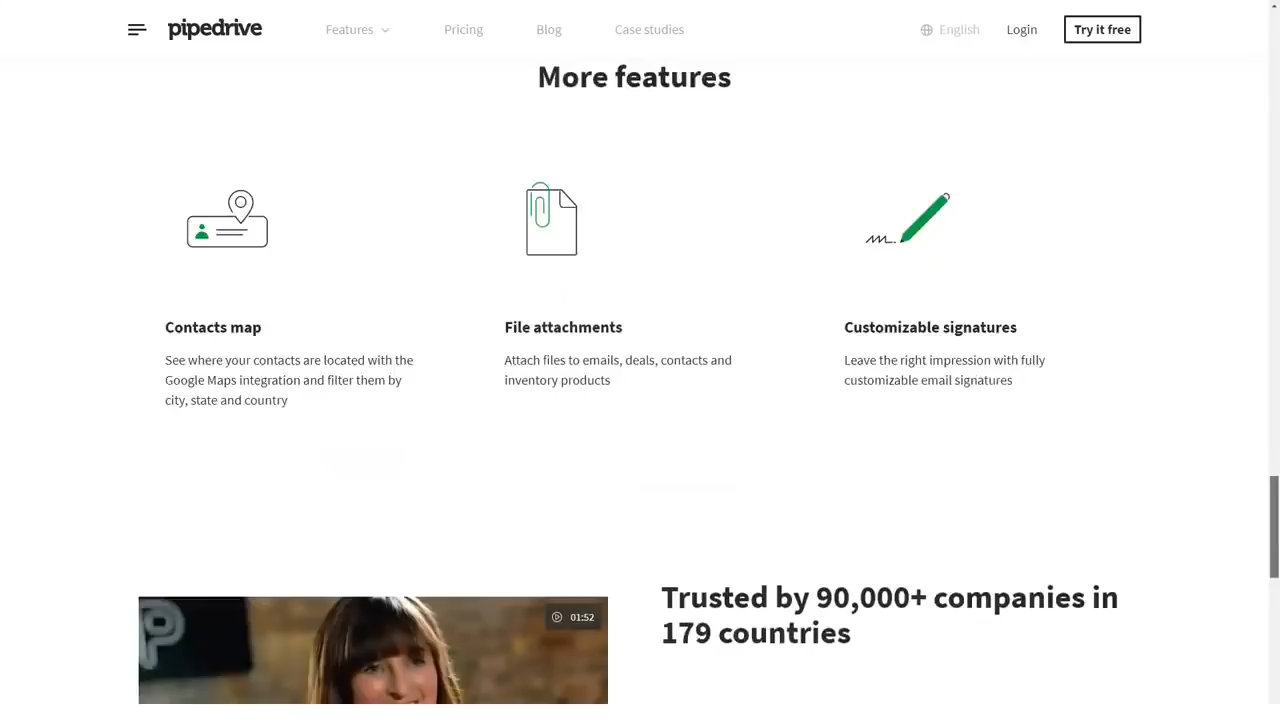 pipedrive Features Pricing Blog Case studies English Login Try it free
More features
Contacts map
See where your contacts are located with the
Google Maps integration and filter them by
city, state and country
File attachments
Attach files to emails, deals, contacts and
inventory products
Customizable signatures
Leave the right impression with fully
customizable email signatures
01:52
Trusted by 90,000+ companies in
179 countries